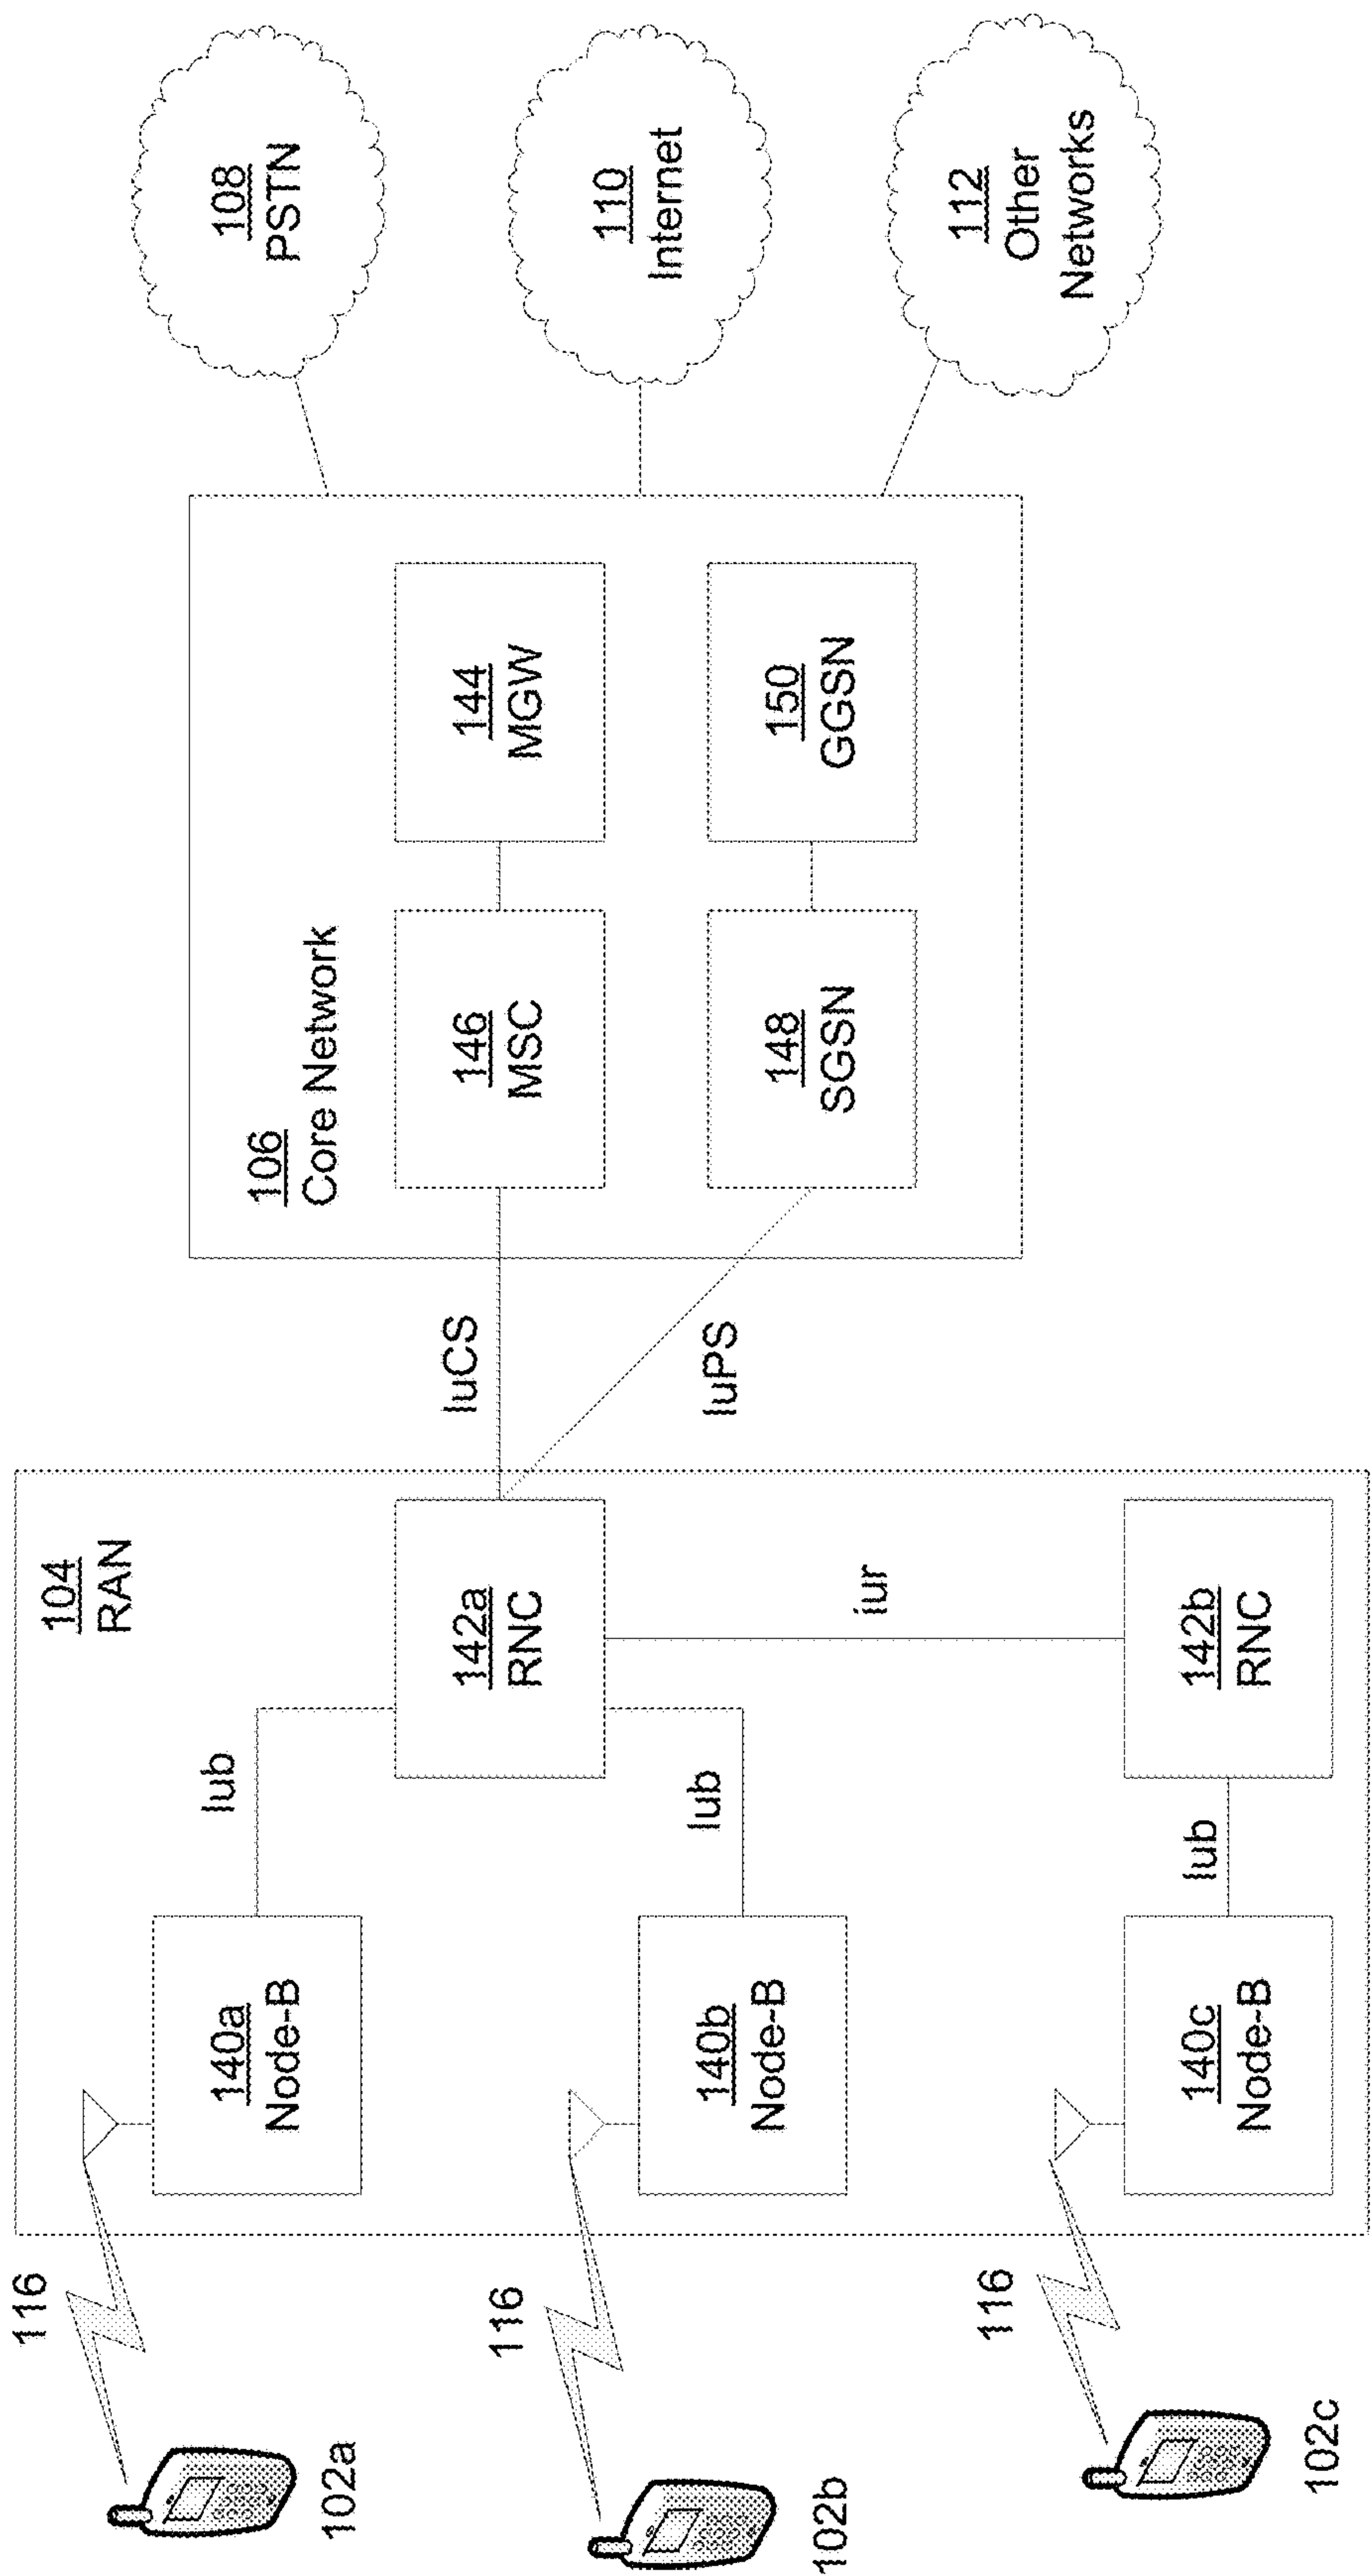 116
102a
116
102b
116
102c
104
RAN
140a
Node-B
140b
Node-B
140c
Node-B
Iub
Iub
Iub
142a
RNC
iur
142b
RNC
IuCS
IuPS
106
Core Network
146
MSC
144
MGW
148
SGSN
150
GGSN
108
PSTN
110
Internet
112
Other
Networks